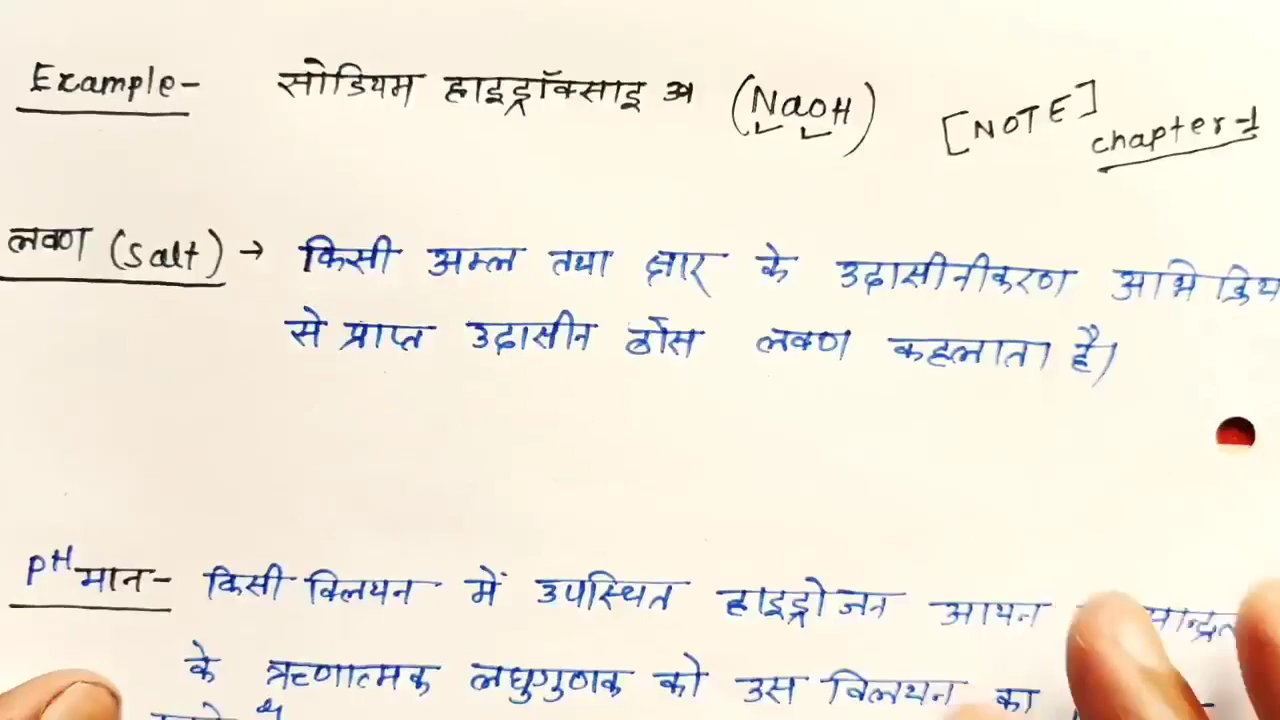 Example- सोडियम हाइड्रॉक्साइड (NaOH) [NOTE] chapter-1
लवण (Salt) → किसी अम्ल तथा क्षार के उदासीनीकरण अभिक्रिय
से प्राप्त उदासीन ठोस लवण कहलाता है।
pH मान- किसी विलयन में उपस्थित हाइड्रोजन आयन
के ऋणात्मक लघुगुणक को उस विलयन का